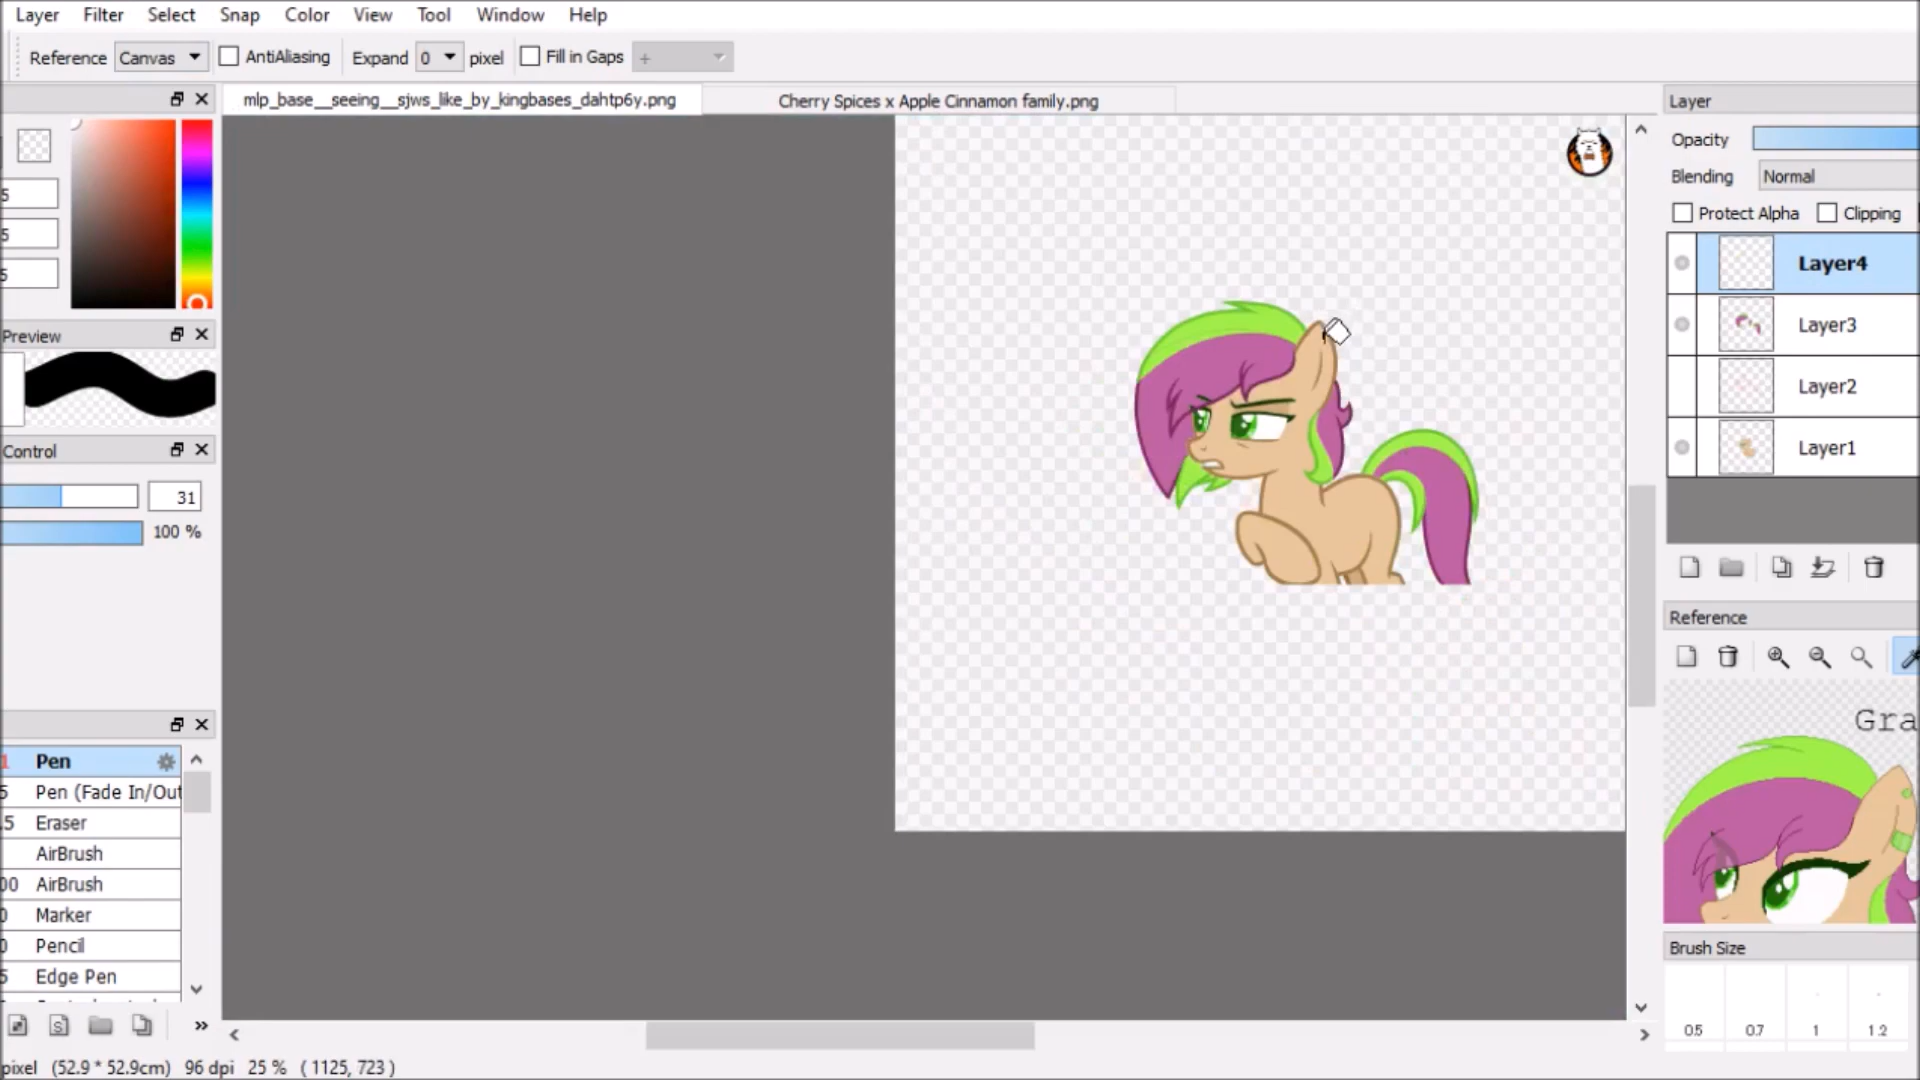 Layer Filter Select Snap Color View Tool Window Help
Reference Canvas AntiAliasing Expand 0 pixel Fill in Gaps +
mlp_base__seeing__sjws_like_by_kingbases_dahtp6y.png Cherry Spices x Apple Cinnamon family.png
Layer
Opacity
Blending Normal
Protect Alpha Clipping
Layer4
Layer3
Layer2
Layer1
5
5
5
Preview
Control
31
100 %
Pen
5 Pen (Fade In/Out
.5 Eraser
AirBrush
00 AirBrush
0 Marker
0 Pencil
5 Edge Pen
Reference
Gra
Brush Size
0.5 0.7 1 1.2
pixel (52.9 * 52.9cm) 96 dpi 25 % ( 1125, 723 )